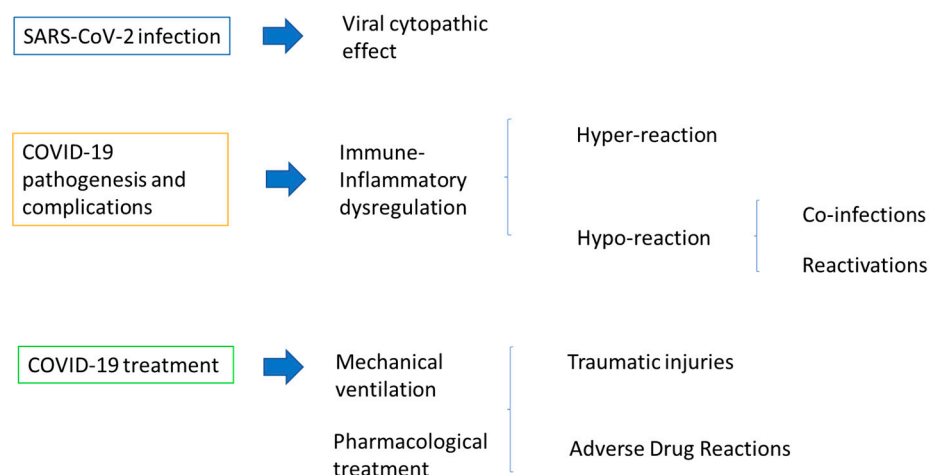 SARS-CoV-2 infection
Viral cytopathic
effect
COVID-19
pathogenesis and
complications
Immune-
Inflammatory
dysregulation
Hyper-reaction
Hypo-reaction
Co-infections
Reactivations
COVID-19 treatment
Mechanical
ventilation
Traumatic injuries
Pharmacological
treatment
Adverse Drug Reactions